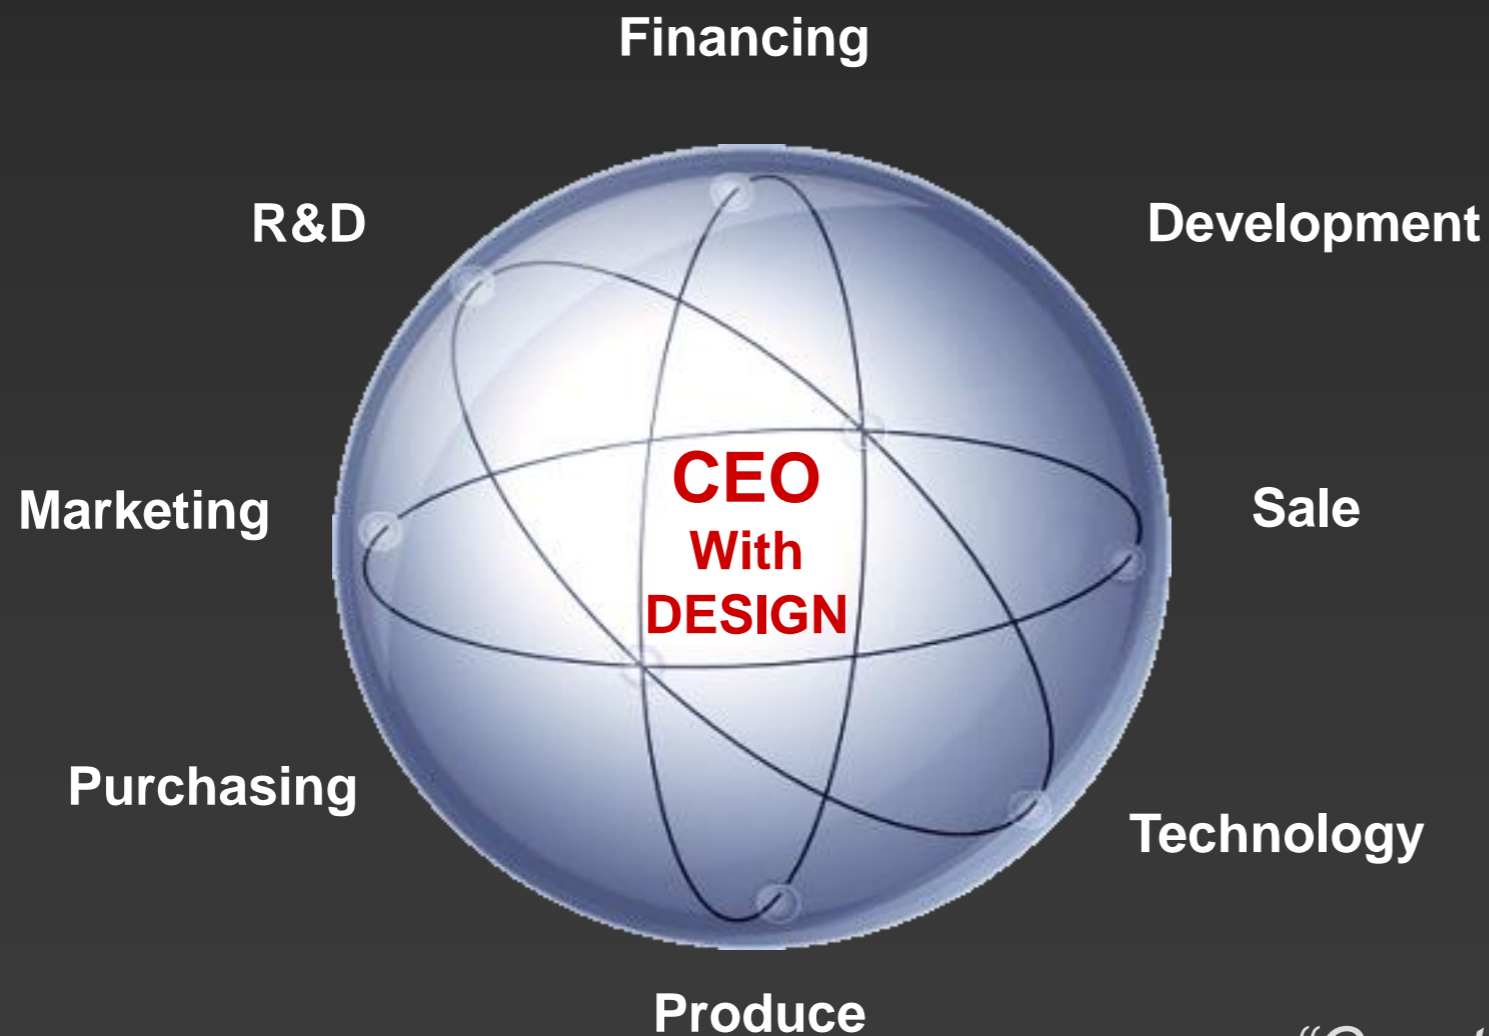 Financing
R&D
Development
CEO
With
DESIGN
Marketing
Sale
Purchasing
Technology
Produce